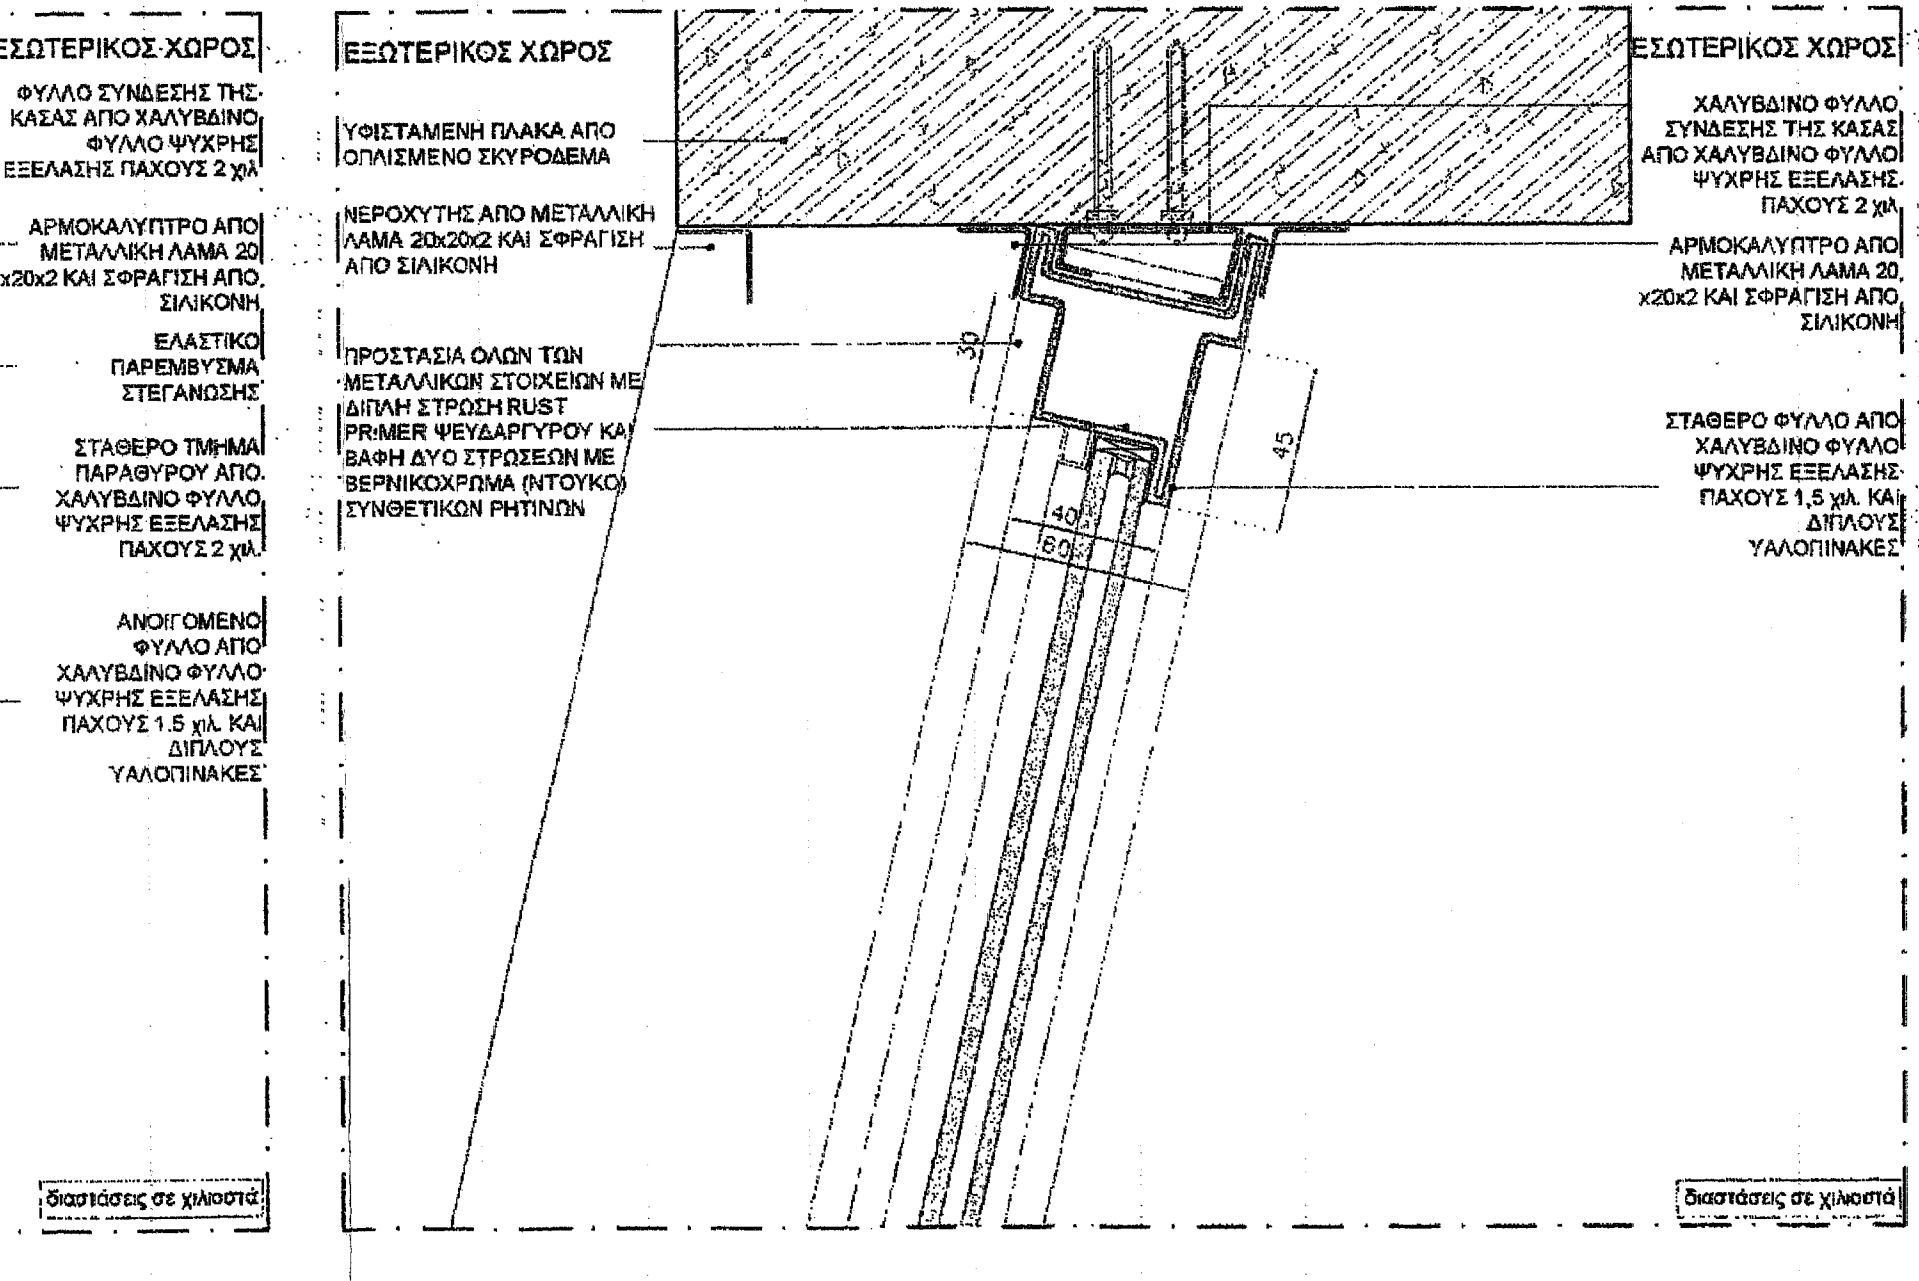 ΕΣΩΤΕΡΙΚΟΣ ΧΩΡΟΣ
ΦΥΛΛΟ ΣΥΝΔΕΣΗΣ ΤΗΣ
ΚΑΣΑΣ ΑΠΟ ΧΑΛΥΒΔΙΝΟ
ΦΥΛΛΟ ΨΥΧΡΗΣ
ΕΞΕΛΑΣΗΣ ΠΑΧΟΥΣ 2 χιλ
ΑΡΜΟΚΑΛΥΠΤΡΟ ΑΠΟ
ΜΕΤΑΛΛΙΚΗ ΛΑΜΑ 20
x20x2 ΚΑΙ ΣΦΡΑΓΙΣΗ ΑΠΟ
ΣΙΛΙΚΟΝΗ
ΕΛΑΣΤΙΚΟ
ΠΑΡΕΜΒΥΣΜΑ
ΣΤΕΓΑΝΩΣΗΣ
ΣΤΑΘΕΡΟ ΤΜΗΜΑ
ΠΑΡΑΘΥΡΟΥ ΑΠΟ
ΧΑΛΥΒΔΙΝΟ ΦΥΛΛΟ
ΨΥΧΡΗΣ ΕΞΕΛΑΣΗΣ
ΠΑΧΟΥΣ 2 χιλ.
ΑΝΟΙΓΟΜΕΝΟ
ΦΥΛΛΟ ΑΠΟ
ΧΑΛΥΒΔΙΝΟ ΦΥΛΛΟ
ΨΥΧΡΗΣ ΕΞΕΛΑΣΗΣ
ΠΑΧΟΥΣ 1.5 χιλ. ΚΑΙ
ΔΙΠΛΟΥΣ
ΥΑΛΟΠΙΝΑΚΕΣ
διαστάσεις σε χιλιοστά
ΕΞΩΤΕΡΙΚΟΣ ΧΩΡΟΣ
ΥΦΙΣΤΑΜΕΝΗ ΠΛΑΚΑ ΑΠΟ
ΟΠΛΙΣΜΕΝΟ ΣΚΥΡΟΔΕΜΑ
ΝΕΡΟΧΥΤΗΣ ΑΠΟ ΜΕΤΑΛΛΙΚΗ
ΛΑΜΑ 20x20x2 ΚΑΙ ΣΦΡΑΓΙΣΗ
ΑΠΟ ΣΙΛΙΚΟΝΗ
ΠΡΟΣΤΑΣΙΑ ΟΛΩΝ ΤΩΝ
ΜΕΤΑΛΛΙΚΩΝ ΣΤΟΙΧΕΙΩΝ ΜΕ
ΔΙΠΛΗ ΣΤΡΩΣΗ RUST
PRIMER ΨΕΥΔΑΡΓΥΡΟΥ ΚΑΙ
ΒΑΦΗ ΔΥΟ ΣΤΡΩΣΕΩΝ ΜΕ
ΒΕΡΝΙΚΟΧΡΩΜΑ (ΝΤΟΥΚΟ)
ΣΥΝΘΕΤΙΚΩΝ ΡΗΤΙΝΩΝ
30
45
40
60
ΕΣΩΤΕΡΙΚΟΣ ΧΩΡΟΣ
ΧΑΛΥΒΔΙΝΟ ΦΥΛΛΟ
ΣΥΝΔΕΣΗΣ ΤΗΣ ΚΑΣΑΣ
ΑΠΟ ΧΑΛΥΒΔΙΝΟ ΦΥΛΛΟ
ΨΥΧΡΗΣ ΕΞΕΛΑΣΗΣ
ΠΑΧΟΥΣ 2 χιλ
ΑΡΜΟΚΑΛΥΠΤΡΟ ΑΠΟ
ΜΕΤΑΛΛΙΚΗ ΛΑΜΑ 20
x20x2 ΚΑΙ ΣΦΡΑΓΙΣΗ ΑΠΟ
ΣΙΛΙΚΟΝΗ
ΣΤΑΘΕΡΟ ΦΥΛΛΟ ΑΠΟ
ΧΑΛΥΒΔΙΝΟ ΦΥΛΛΟ
ΨΥΧΡΗΣ ΕΞΕΛΑΣΗΣ
ΠΑΧΟΥΣ 1,5 χιλ. ΚΑΙ
ΔΙΠΛΟΥΣ
ΥΑΛΟΠΙΝΑΚΕΣ
διαστάσεις σε χιλιοστά